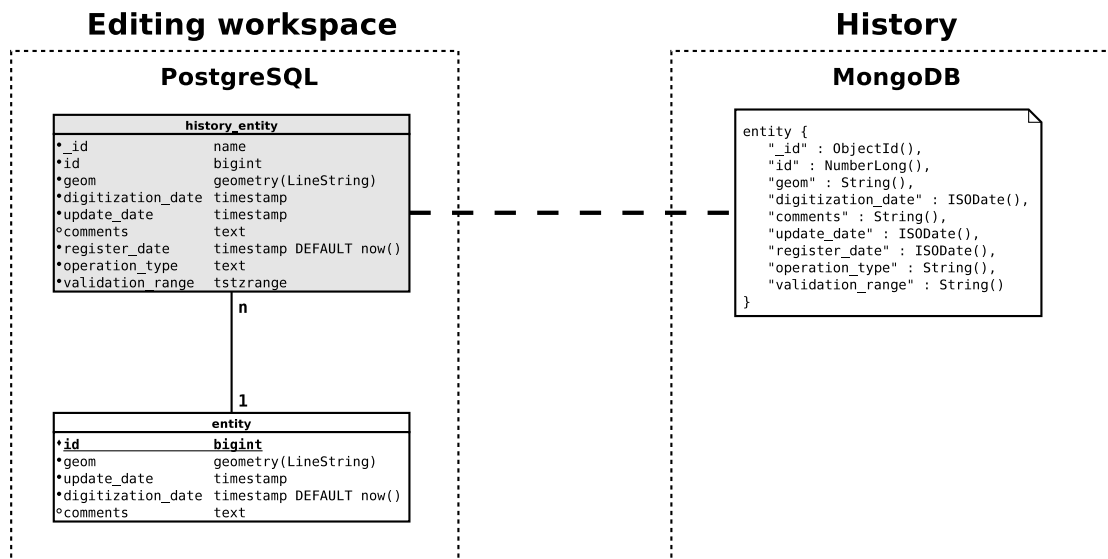 Editing workspace
History
PostgreSQL
MongoDB
history_entity
_id name
id bigint
geom geometry(LineString)
digitization_date timestamp
update_date timestamp
comments text
register_date timestamp DEFAULT now()
operation_type text
validation_range tstzrange
n
1
entity
id bigint
geom geometry(LineString)
update_date timestamp
digitization_date timestamp DEFAULT now()
comments text
entity {
"_id" : ObjectId(),
"id" : NumberLong(),
"geom" : String(),
"digitization_date" : ISODate(),
"comments" : String(),
"update_date" : ISODate(),
"register_date" : ISODate(),
"operation_type" : String(),
"validation_range" : String()
}